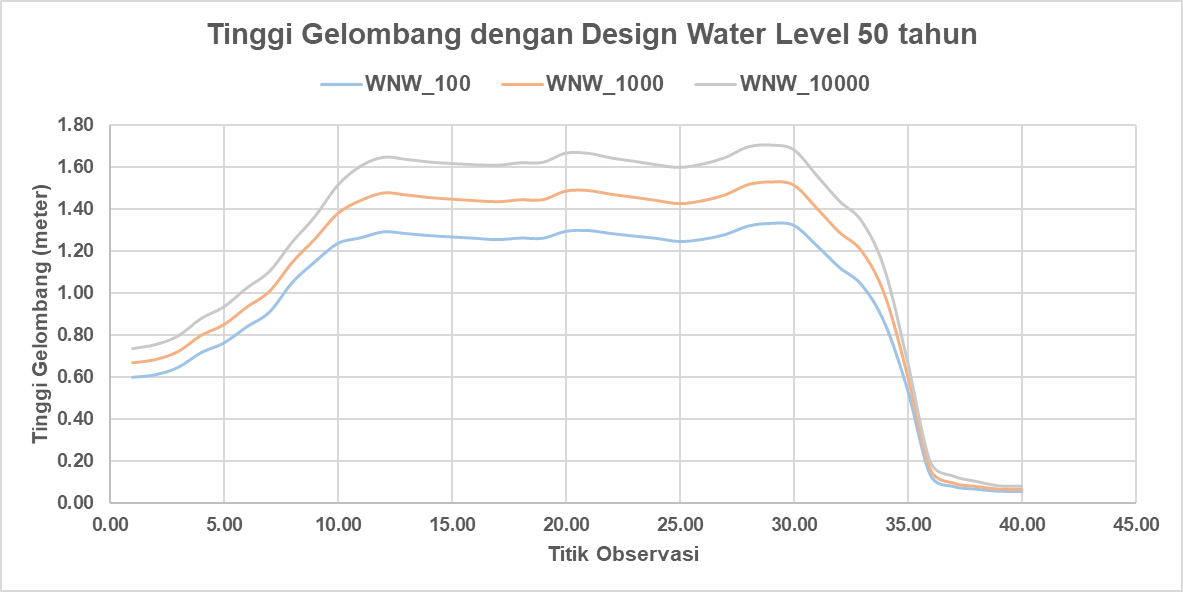 Tinggi Gelombang dengan Design Water Level 50 tahun
WNW_100 WNW_1000 WNW_10000
Tinggi Gelombang (meter)
1.80
1.60
1.40
1.20
1.00
0.80
0.60
0.40
0.20
0.00
0.00 5.00 10.00 15.00 20.00 25.00 30.00 35.00 40.00 45.00
Titik Observasi